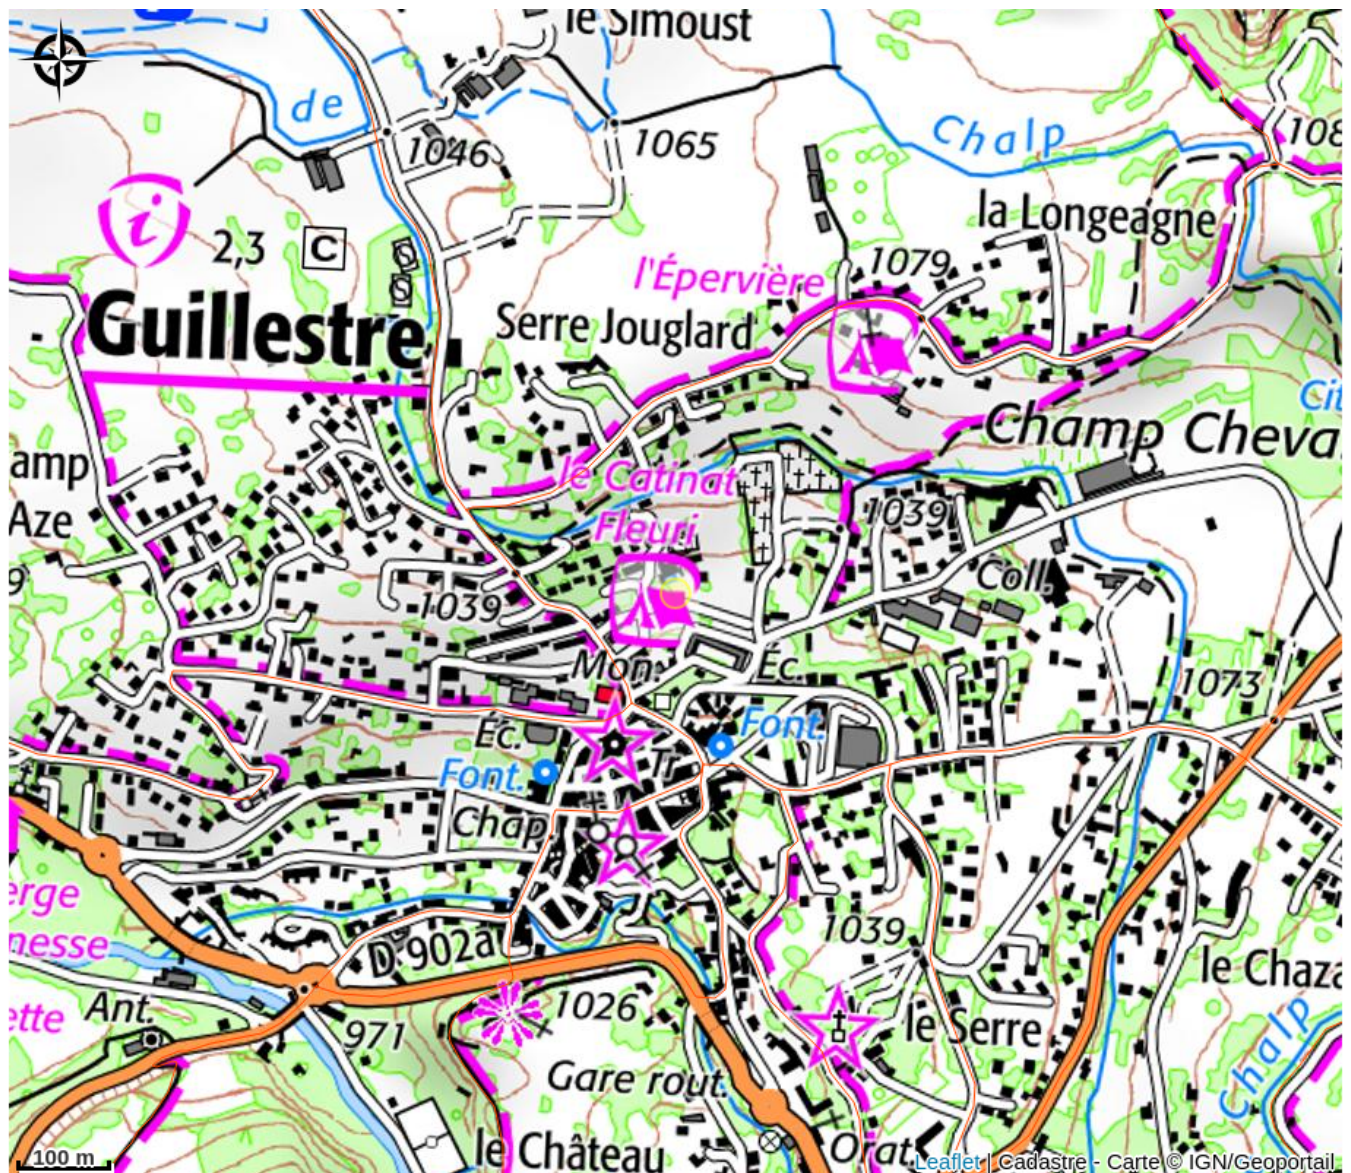 le Simoust
de
1046
1065
Chalp
108
la Longeagne
i
2,3
C
l'Épervière
1079
Guillestre
Serre Jouglard
Cit
Champ Cheva
amp
le Catinat
Aze
Fleuri
1039
9
Coll.
1039
Mon.
Éc.
1073
Éc.
Font.
Tr
Font.
Chap.
erge
nesse
D 902a
1039
le Chaza
ette
Ant.
1026
971
le Serre
Chalp
Gare rout.
le Château
Orat.
100 m
Leaflet | Cadastre - Carte © IGN/Geoportail